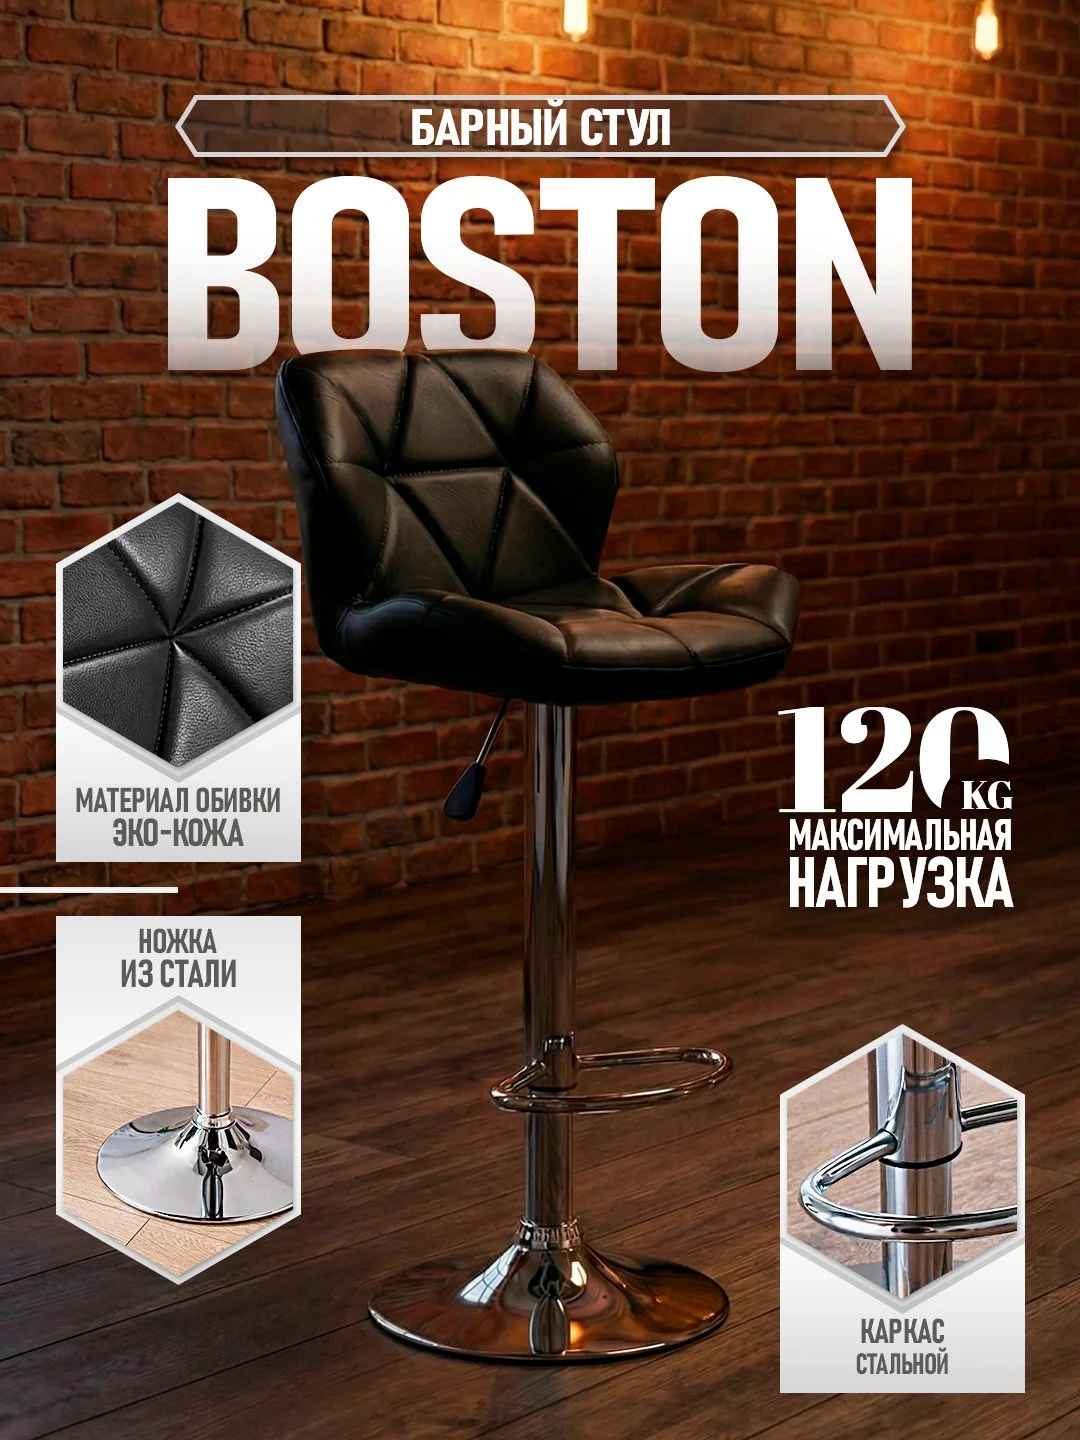 БАРНЫЙ СТУЛ
BOSTON
МАТЕРИАЛ ОБИВКИ
ЭКО-КОЖА
120 KG
МАКСИМАЛЬНАЯ
НАГРУЗКА
НОЖКА
ИЗ СТАЛИ
КАРКАС
СТАЛЬНОЙ